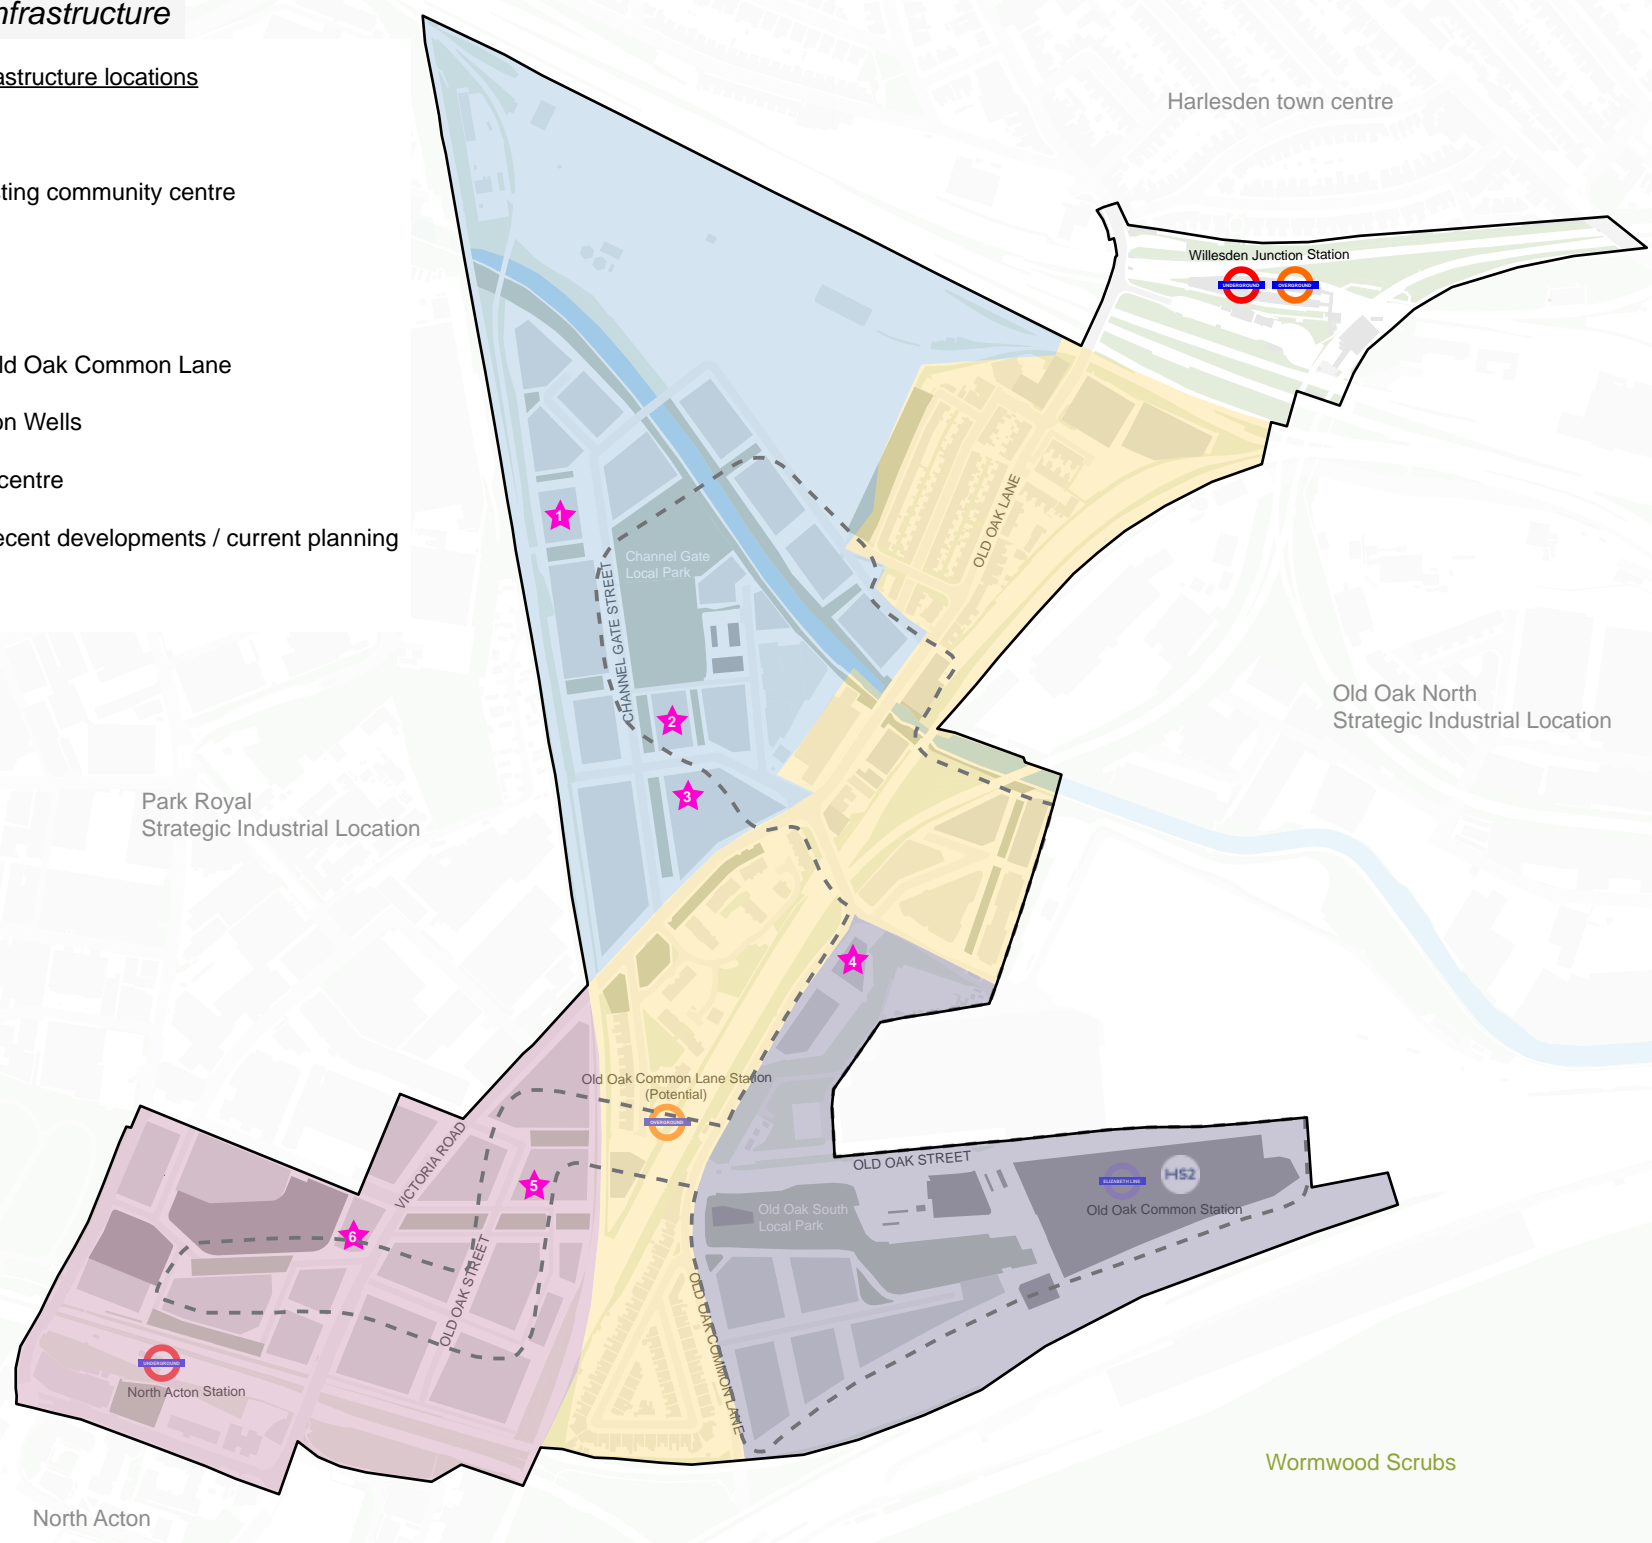 nfrastructure
astructure locations
Harlesden town centre
sting community centre
Willesden Junction Station
UNDERGROUND
OVERGROUND
ld Oak Common Lane
on Wells
centre
ecent developments / current planning
OLD OAK LANE
1
Channel Gate
Local Park
CHANNEL GATE STREET
2
3
Old Oak North
Strategic Industrial Location
Park Royal
Strategic Industrial Location
4
Old Oak Common Lane Station
(Potential)
OVERGROUND
VICTORIA ROAD
OLD OAK STREET
HS2
ELIZABETH LINE
Old Oak Common Station
5
6
Old Oak South
Local Park
OLD OAK STREET
OLD OAK COMMON LANE
UNDERGROUND
North Acton Station
Wormwood Scrubs
North Acton